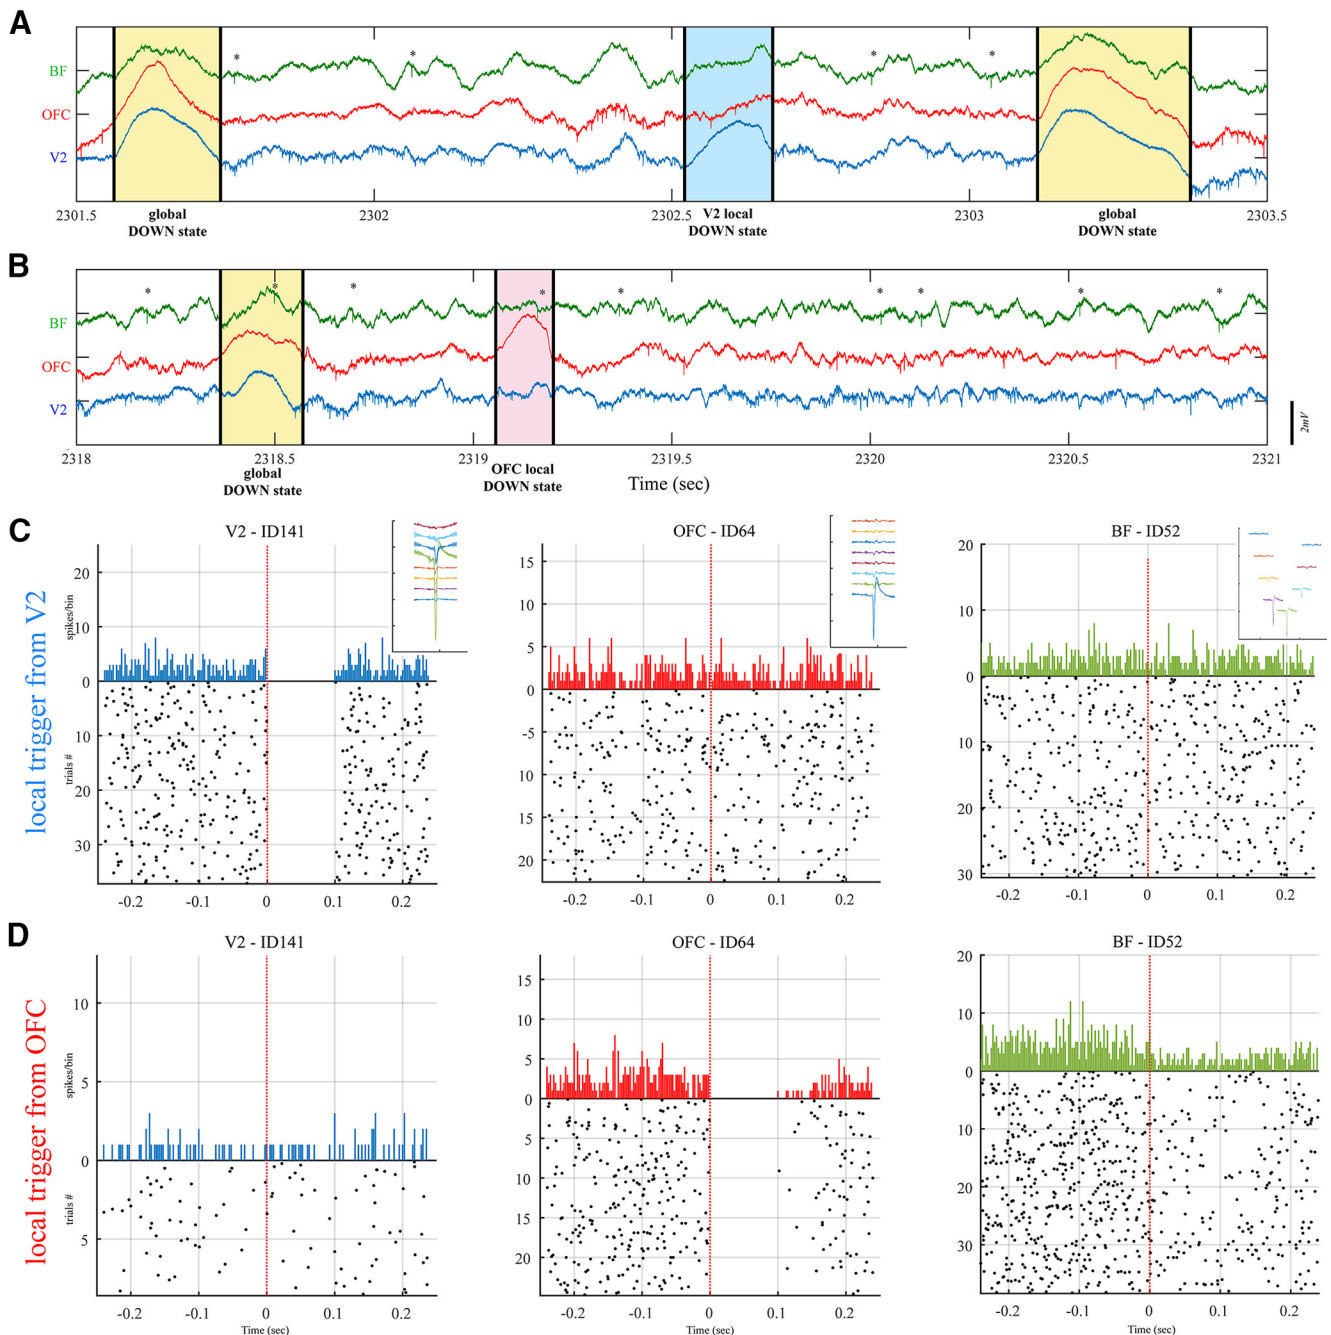 A
BF
OFC
V2
* * * *
2301.5 2302 2302.5 2303 2303.5
global
DOWN state
V2 local
DOWN state
global
DOWN state
B
BF
OFC
V2
* * * * * * * * *
2mV
2318 2318.5 2319 2319.5 2320 2320.5 2321
global
DOWN state
OFC local
DOWN state
Time (sec)
C
local trigger from V2
V2 - ID141
spikes/bin
trials #
20
10
0
10
20
30
-0.2 -0.1 0 0.1 0.2
OFC - ID64
15
10
5
0
-5
10
15
20
-0.2 -0.1 0 0.1 0.2
BF - ID52
20
10
0
10
20
30
-0.2 -0.1 0 0.1 0.2
D
local trigger from OFC
V2 - ID141
spikes/bin
trials #
10
5
0
5
-0.2 -0.1 0 0.1 0.2
Time (sec)
OFC - ID64
15
10
5
0
5
10
15
20
-0.2 -0.1 0 0.1 0.2
Time (sec)
BF - ID52
20
10
0
10
20
30
-0.2 -0.1 0 0.1 0.2
Time (sec)